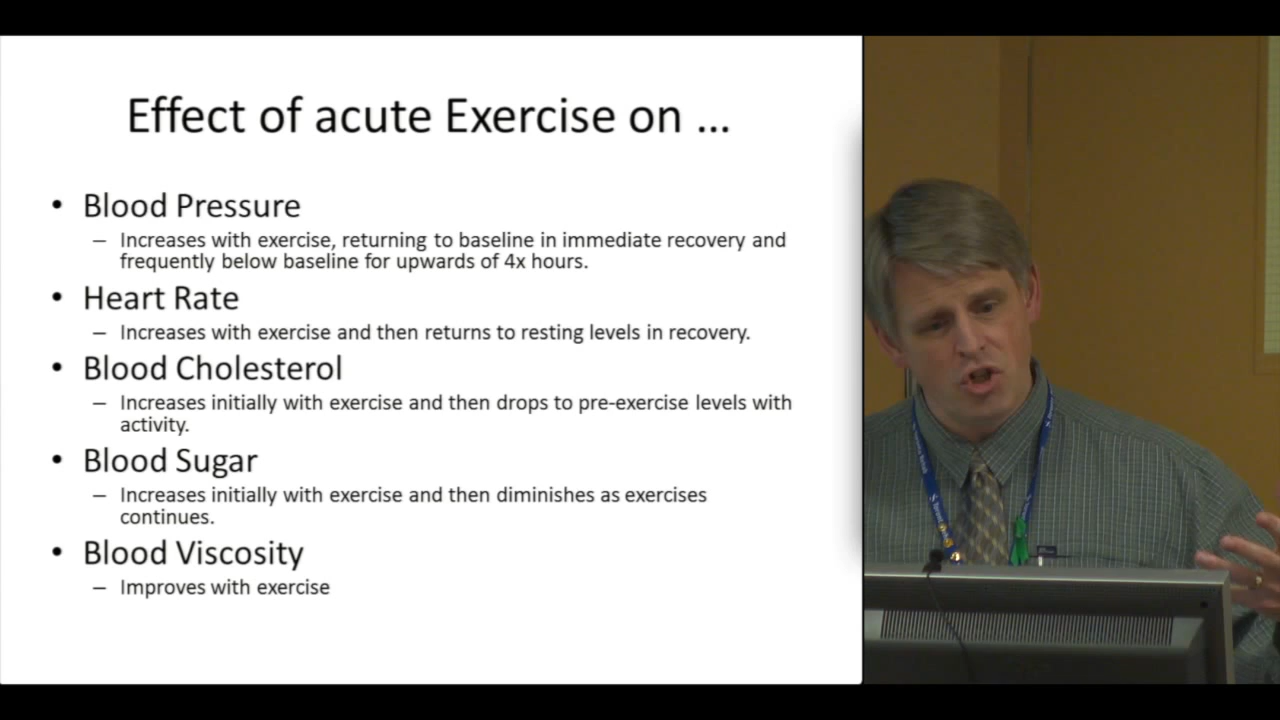 Effect of acute Exercise on ...
• Blood Pressure
– Increases with exercise, returning to baseline in immediate recovery and
frequently below baseline for upwards of 4x hours.
• Heart Rate
– Increases with exercise and then returns to resting levels in recovery.
• Blood Cholesterol
– Increases initially with exercise and then drops to pre-exercise levels with
activity.
• Blood Sugar
– Increases initially with exercise and then diminishes as exercises
continues.
• Blood Viscosity
– Improves with exercise